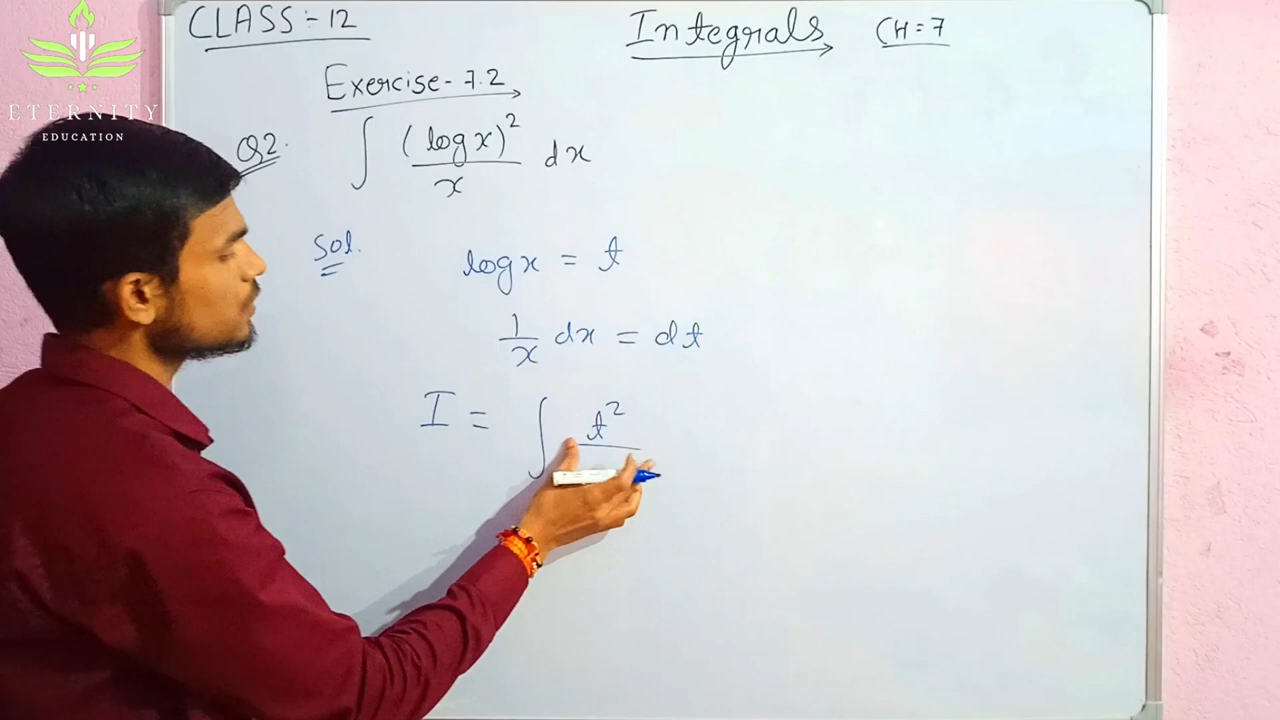 CLASS:- 12
Integrals CH=7
ETERNITY
EDUCATION
Exercise- 7.2
Q2. ∫ (log x)² / x dx
Sol. log x = t
1/x dx = dt
I = ∫ t²